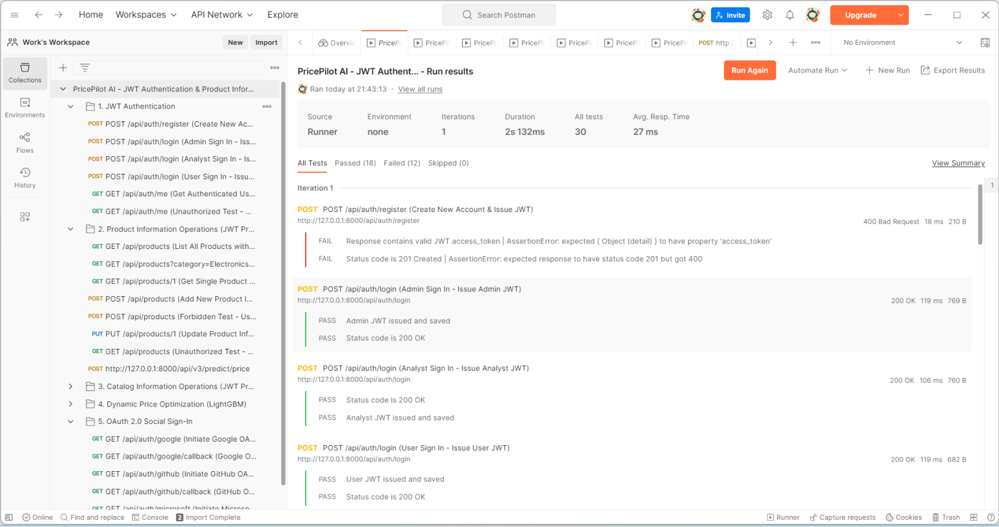 Home Workspaces API Network Explore Search Postman Invite Upgrade
Work's Workspace New Import Overvie PriceP PricePil PricePil PricePi PricePil PricePi PricePil POST http:/ No Environment
Collections
Environments
Flows
History
PricePilot AI - JWT Authentication & Product Infor...
1. JWT Authentication
POST POST /api/auth/register (Create New Ac...
POST POST /api/auth/login (Admin Sign In - Iss...
POST POST /api/auth/login (Analyst Sign In - Is...
POST POST /api/auth/login (User Sign In - Issu...
GET GET /api/auth/me (Get Authenticated Us...
GET GET /api/auth/me (Unauthorized Test - ...
2. Product Information Operations (JWT Pr...
GET GET /api/products (List All Products with...
GET GET /api/products?category=Electronics...
GET GET /api/products/1 (Get Single Product ...
POST POST /api/products (Add New Product I...
POST POST /api/products (Forbidden Test - Us...
PUT PUT /api/products/1 (Update Product Inf...
GET GET /api/products (Unauthorized Test - ...
POST http://127.0.0.1:8000/api/v3/predict/price
3. Catalog Information Operations (JWT Pr...
4. Dynamic Price Optimization (LightGBM)
5. OAuth 2.0 Social Sign-In
GET GET /api/auth/google (Initiate Google OA...
GET GET /api/auth/google/callback (Google O...
GET GET /api/auth/github (Initiate GitHub OA...
GET GET /api/auth/github/callback (GitHub O...
GET GET /api/auth/microsoft (Initiate Microso...
PricePilot AI - JWT Authent... - Run results
Run Again Automate Run New Run Export Results
Ran today at 21:43:13 · View all runs
Source Environment Iterations Duration All tests Avg. Resp. Time
Runner none 1 2s 132ms 30 27 ms
All Tests Passed (18) Failed (12) Skipped (0) View Summary
Iteration 1
1
POST POST /api/auth/register (Create New Account & Issue JWT)
http://127.0.0.1:8000/api/auth/register 400 Bad Request 18 ms 210 B
FAIL Response contains valid JWT access_token | AssertionError: expected { Object (detail) } to have property 'access_token'
FAIL Status code is 201 Created | AssertionError: expected response to have status code 201 but got 400
POST POST /api/auth/login (Admin Sign In - Issue Admin JWT)
http://127.0.0.1:8000/api/auth/login 200 OK 119 ms 769 B
PASS Admin JWT issued and saved
PASS Status code is 200 OK
POST POST /api/auth/login (Analyst Sign In - Issue Analyst JWT)
http://127.0.0.1:8000/api/auth/login 200 OK 106 ms 760 B
PASS Status code is 200 OK
PASS Analyst JWT issued and saved
POST POST /api/auth/login (User Sign In - Issue User JWT)
http://127.0.0.1:8000/api/auth/login 200 OK 119 ms 682 B
PASS User JWT issued and saved
PASS Status code is 200 OK
Online Find and replace Console 2 Import Complete Runner Capture requests Cookies Trash